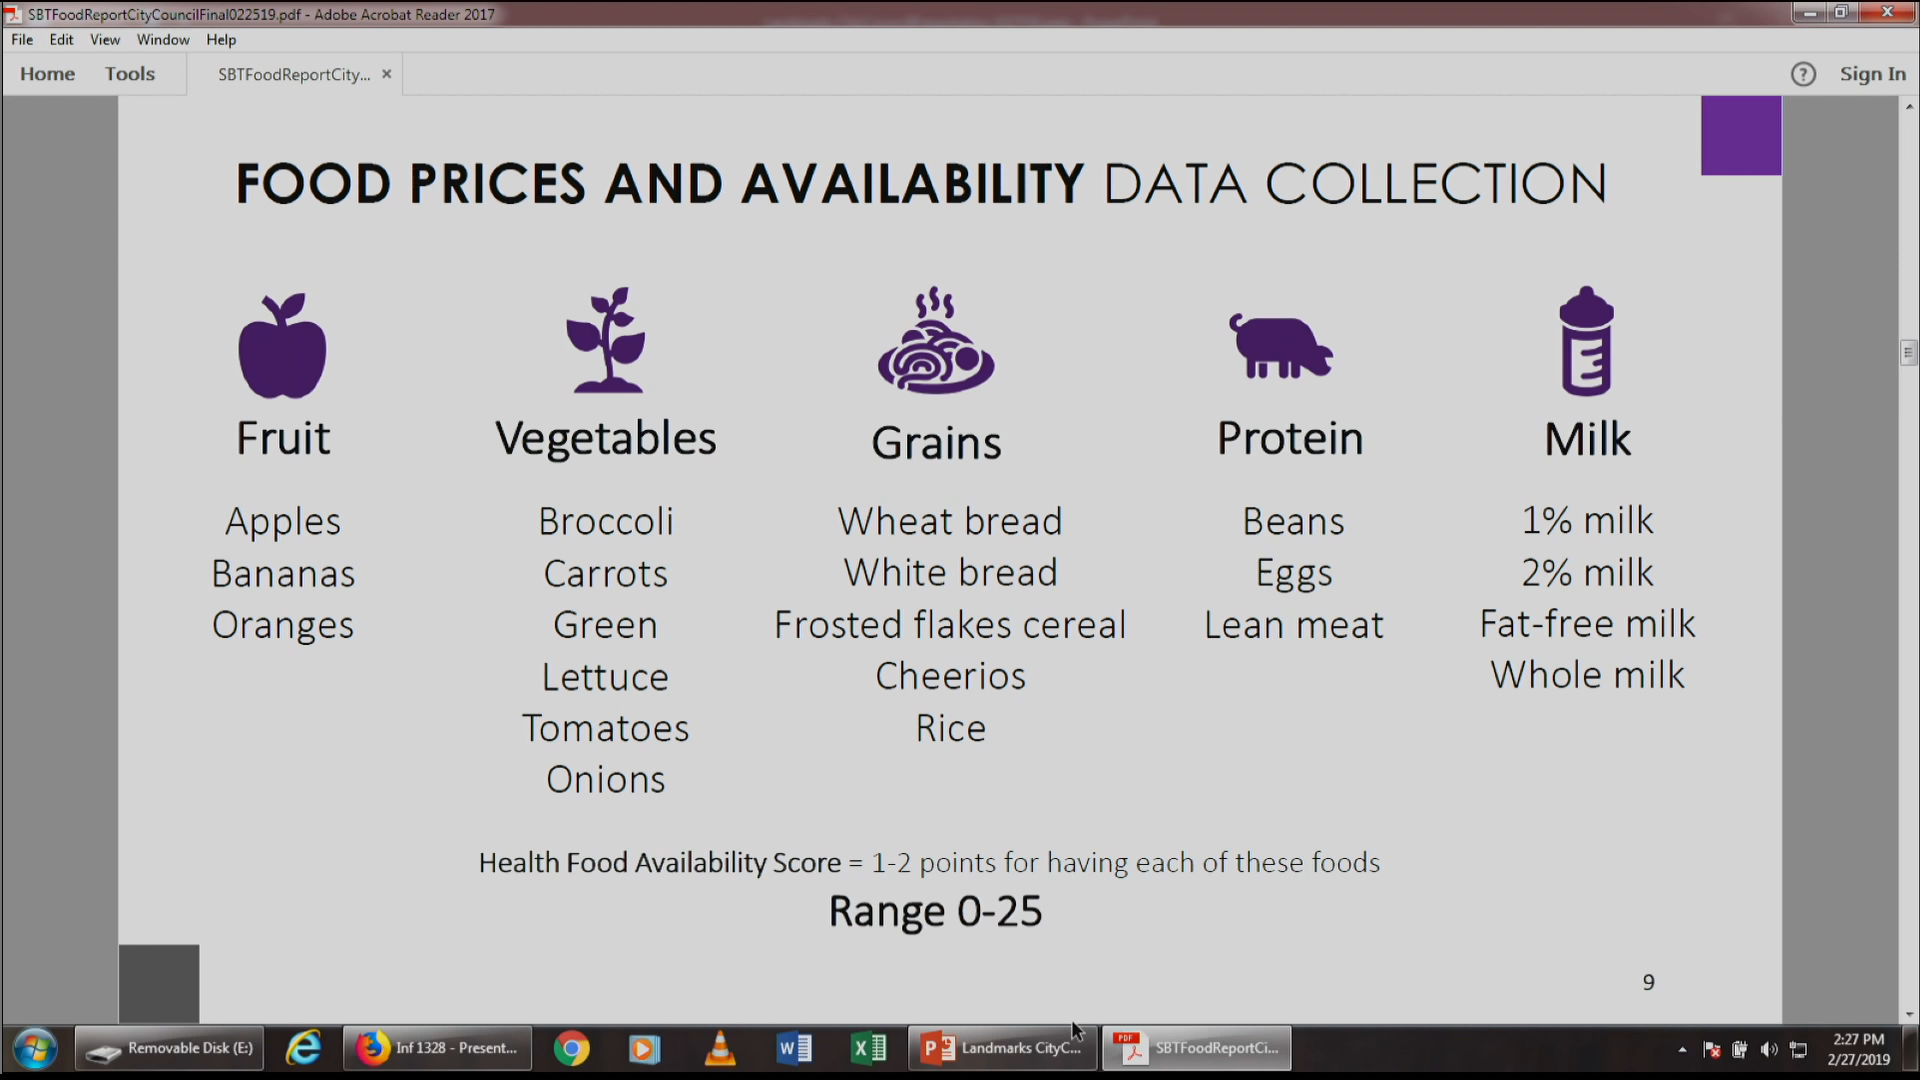 SBTFoodReportCityCouncilFinal022519.pdf - Adobe Acrobat Reader 2017
File Edit View Window Help
Home Tools SBTFoodReportCity... × ? Sign In
FOOD PRICES AND AVAILABILITY DATA COLLECTION
Fruit
Apples
Bananas
Oranges
Vegetables
Broccoli
Carrots
Green
Lettuce
Tomatoes
Onions
Grains
Wheat bread
White bread
Frosted flakes cereal
Cheerios
Rice
Protein
Beans
Eggs
Lean meat
Milk
1% milk
2% milk
Fat-free milk
Whole milk
Health Food Availability Score = 1-2 points for having each of these foods
Range 0-25
9
Removable Disk (E:) Inf 1328 - Present... Landmarks CityC... PDF SBTFoodReportCi...
2:27 PM
2/27/2019